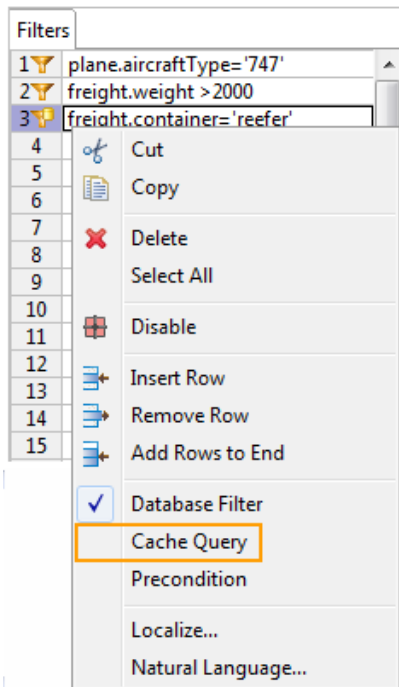 Filters
1 plane.aircraftType='747'
2 freight.weight >2000
3 freight.container='reefer'
4
Cut
5
6
Copy
7
8
Delete
9
Select All
10
11
Disable
12
13
Insert Row
14
Remove Row
15
Add Rows to End
Database Filter
Cache Query
Precondition
Localize...
Natural Language...